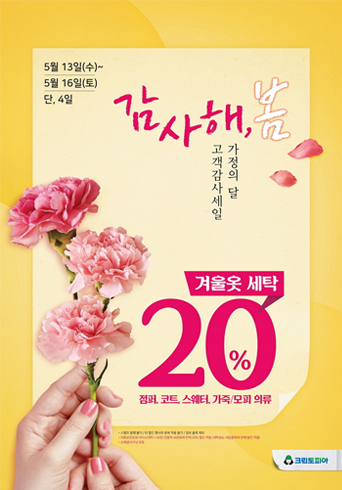 5월 13일(수)~
5월 16일(토)
단, 4일
감사해, 봄
가정의 달
고객감사세일
겨울옷 세탁
20%
점퍼, 코트, 스웨터, 가죽/모피 의류
크린토피아